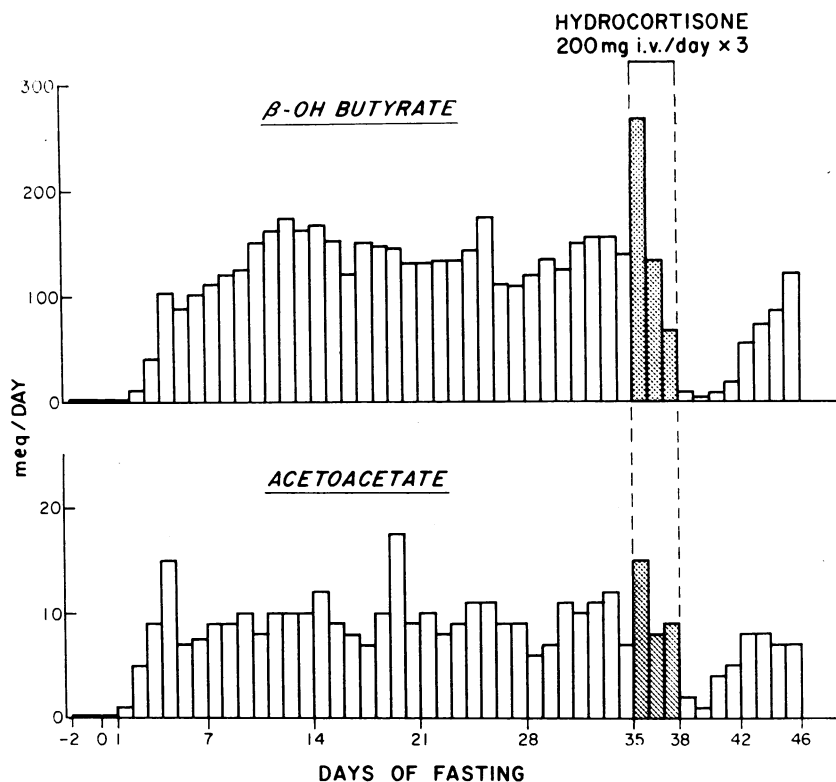 HYDROCORTISONE
200 mg i.v./day × 3
300
β-OH BUTYRATE
200
100
0
meq/DAY
ACETOACETATE
20
10
0
-2 0 1 7 14 21 28 35 38 42 46
DAYS OF FASTING